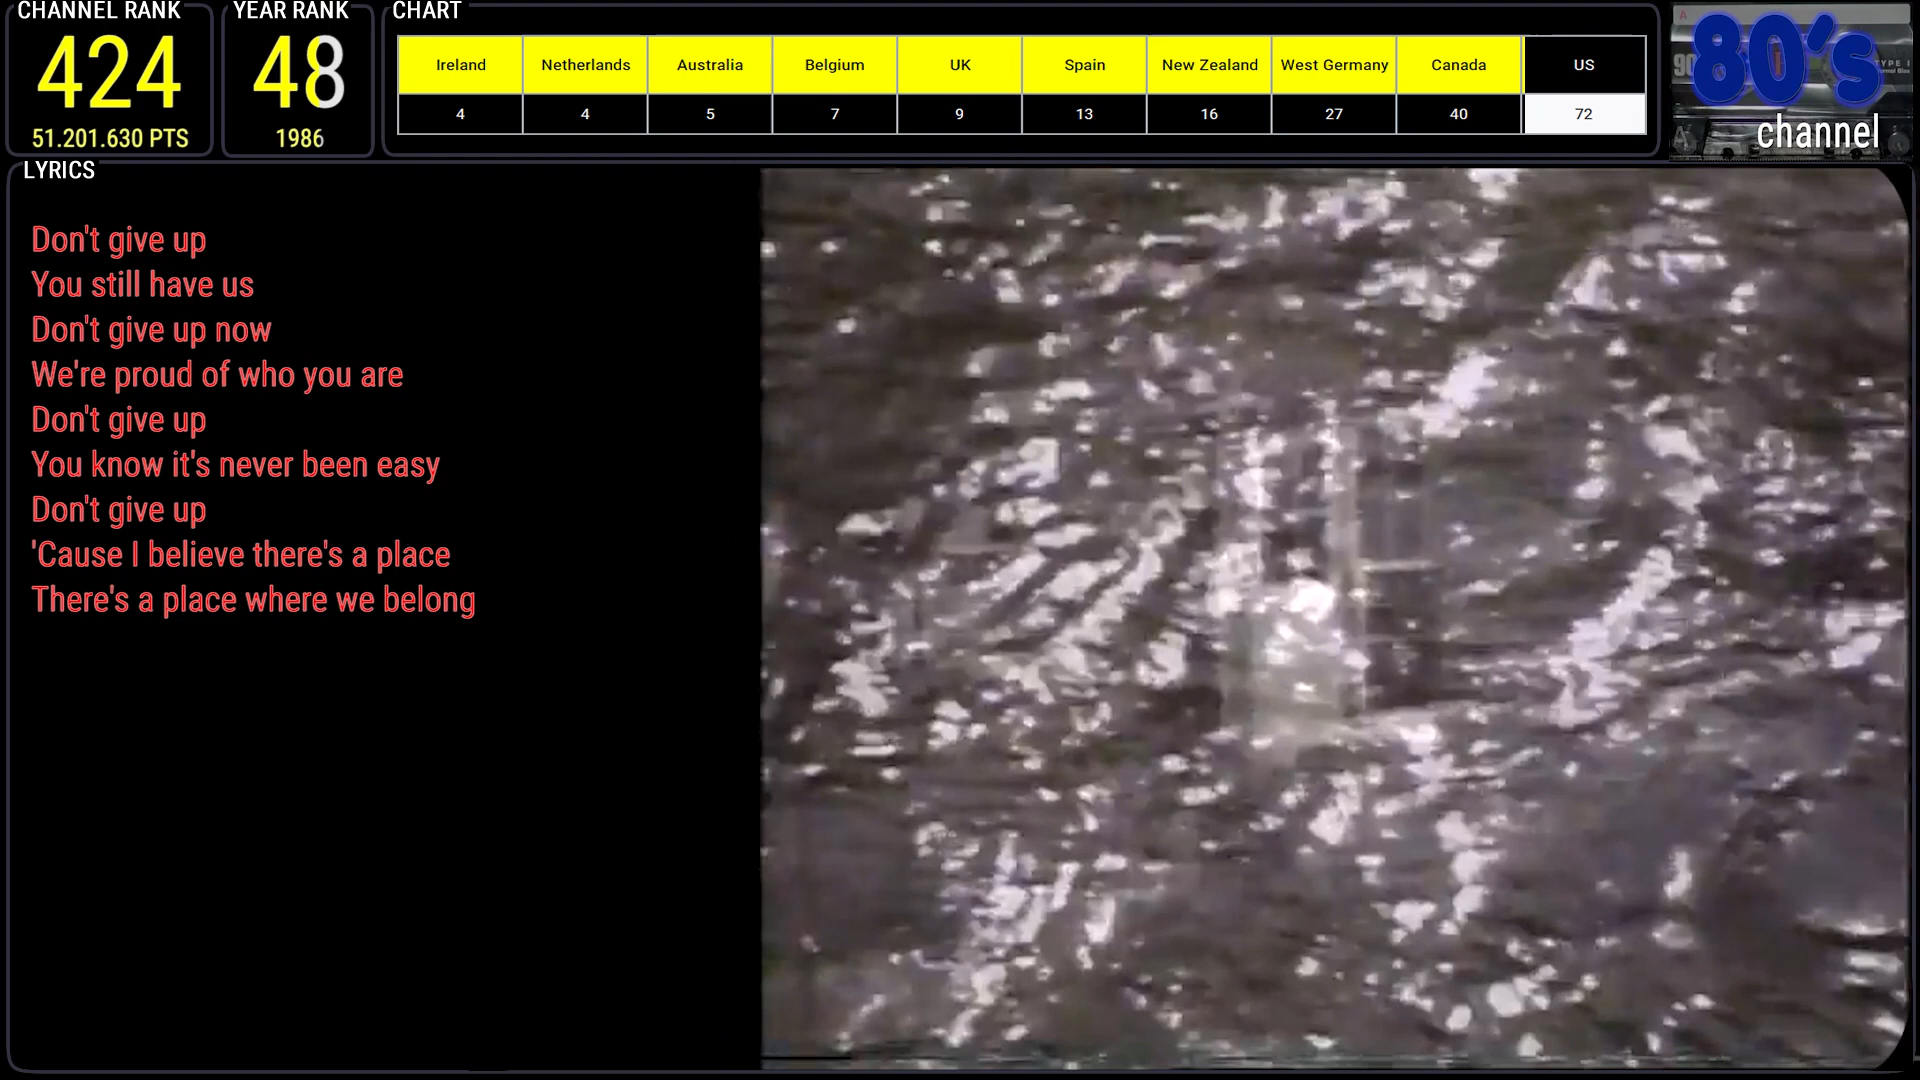 CHANNEL RANK
424
51.201.630 PTS
YEAR RANK
48
1986
CHART
Ireland Netherlands Australia Belgium UK Spain New Zealand West Germany Canada US
4 4 5 7 9 13 16 27 40 72
A
90
80's
TYPE I
channel
A
LYRICS
Don't give up
You still have us
Don't give up now
We're proud of who you are
Don't give up
You know it's never been easy
Don't give up
'Cause I believe there's a place
There's a place where we belong